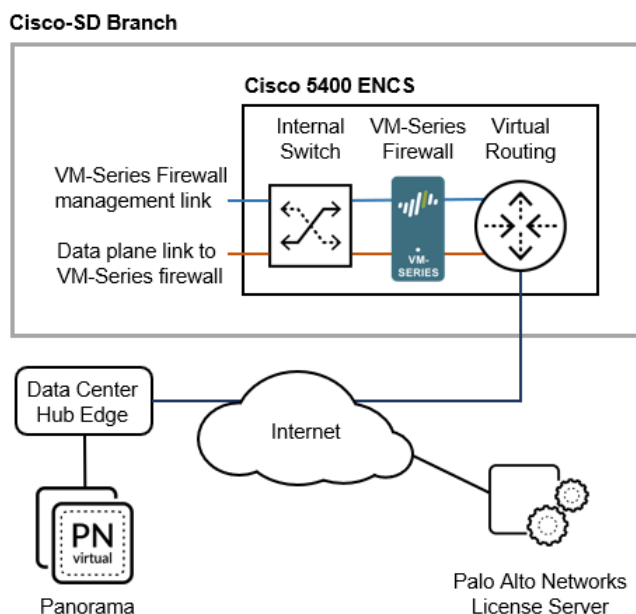 Cisco-SD Branch
Cisco 5400 ENCS
Internal
Switch
VM-Series
Firewall
Virtual
Routing
VM-Series Firewall
management link
Data plane link to
VM-Series firewall
VM-
SERIES
Data Center
Hub Edge
Internet
PN
virtual
Panorama
Palo Alto Networks
License Server